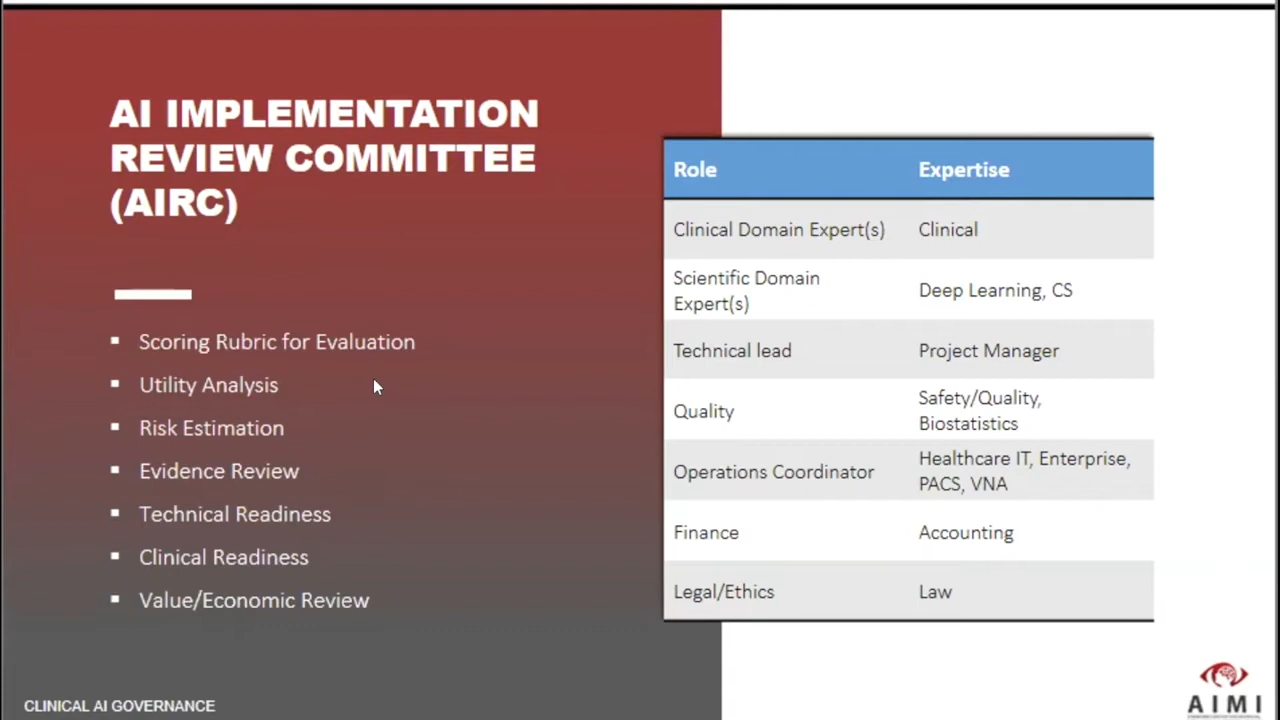 AI IMPLEMENTATION
REVIEW COMMITTEE
(AIRC)
▪ Scoring Rubric for Evaluation
▪ Utility Analysis
▪ Risk Estimation
▪ Evidence Review
▪ Technical Readiness
▪ Clinical Readiness
▪ Value/Economic Review
Role Expertise
Clinical Domain Expert(s) Clinical
Scientific Domain
Expert(s) Deep Learning, CS
Technical lead Project Manager
Quality Safety/Quality,
Biostatistics
Operations Coordinator Healthcare IT, Enterprise,
PACS, VNA
Finance Accounting
Legal/Ethics Law
CLINICAL AI GOVERNANCE
AIMI